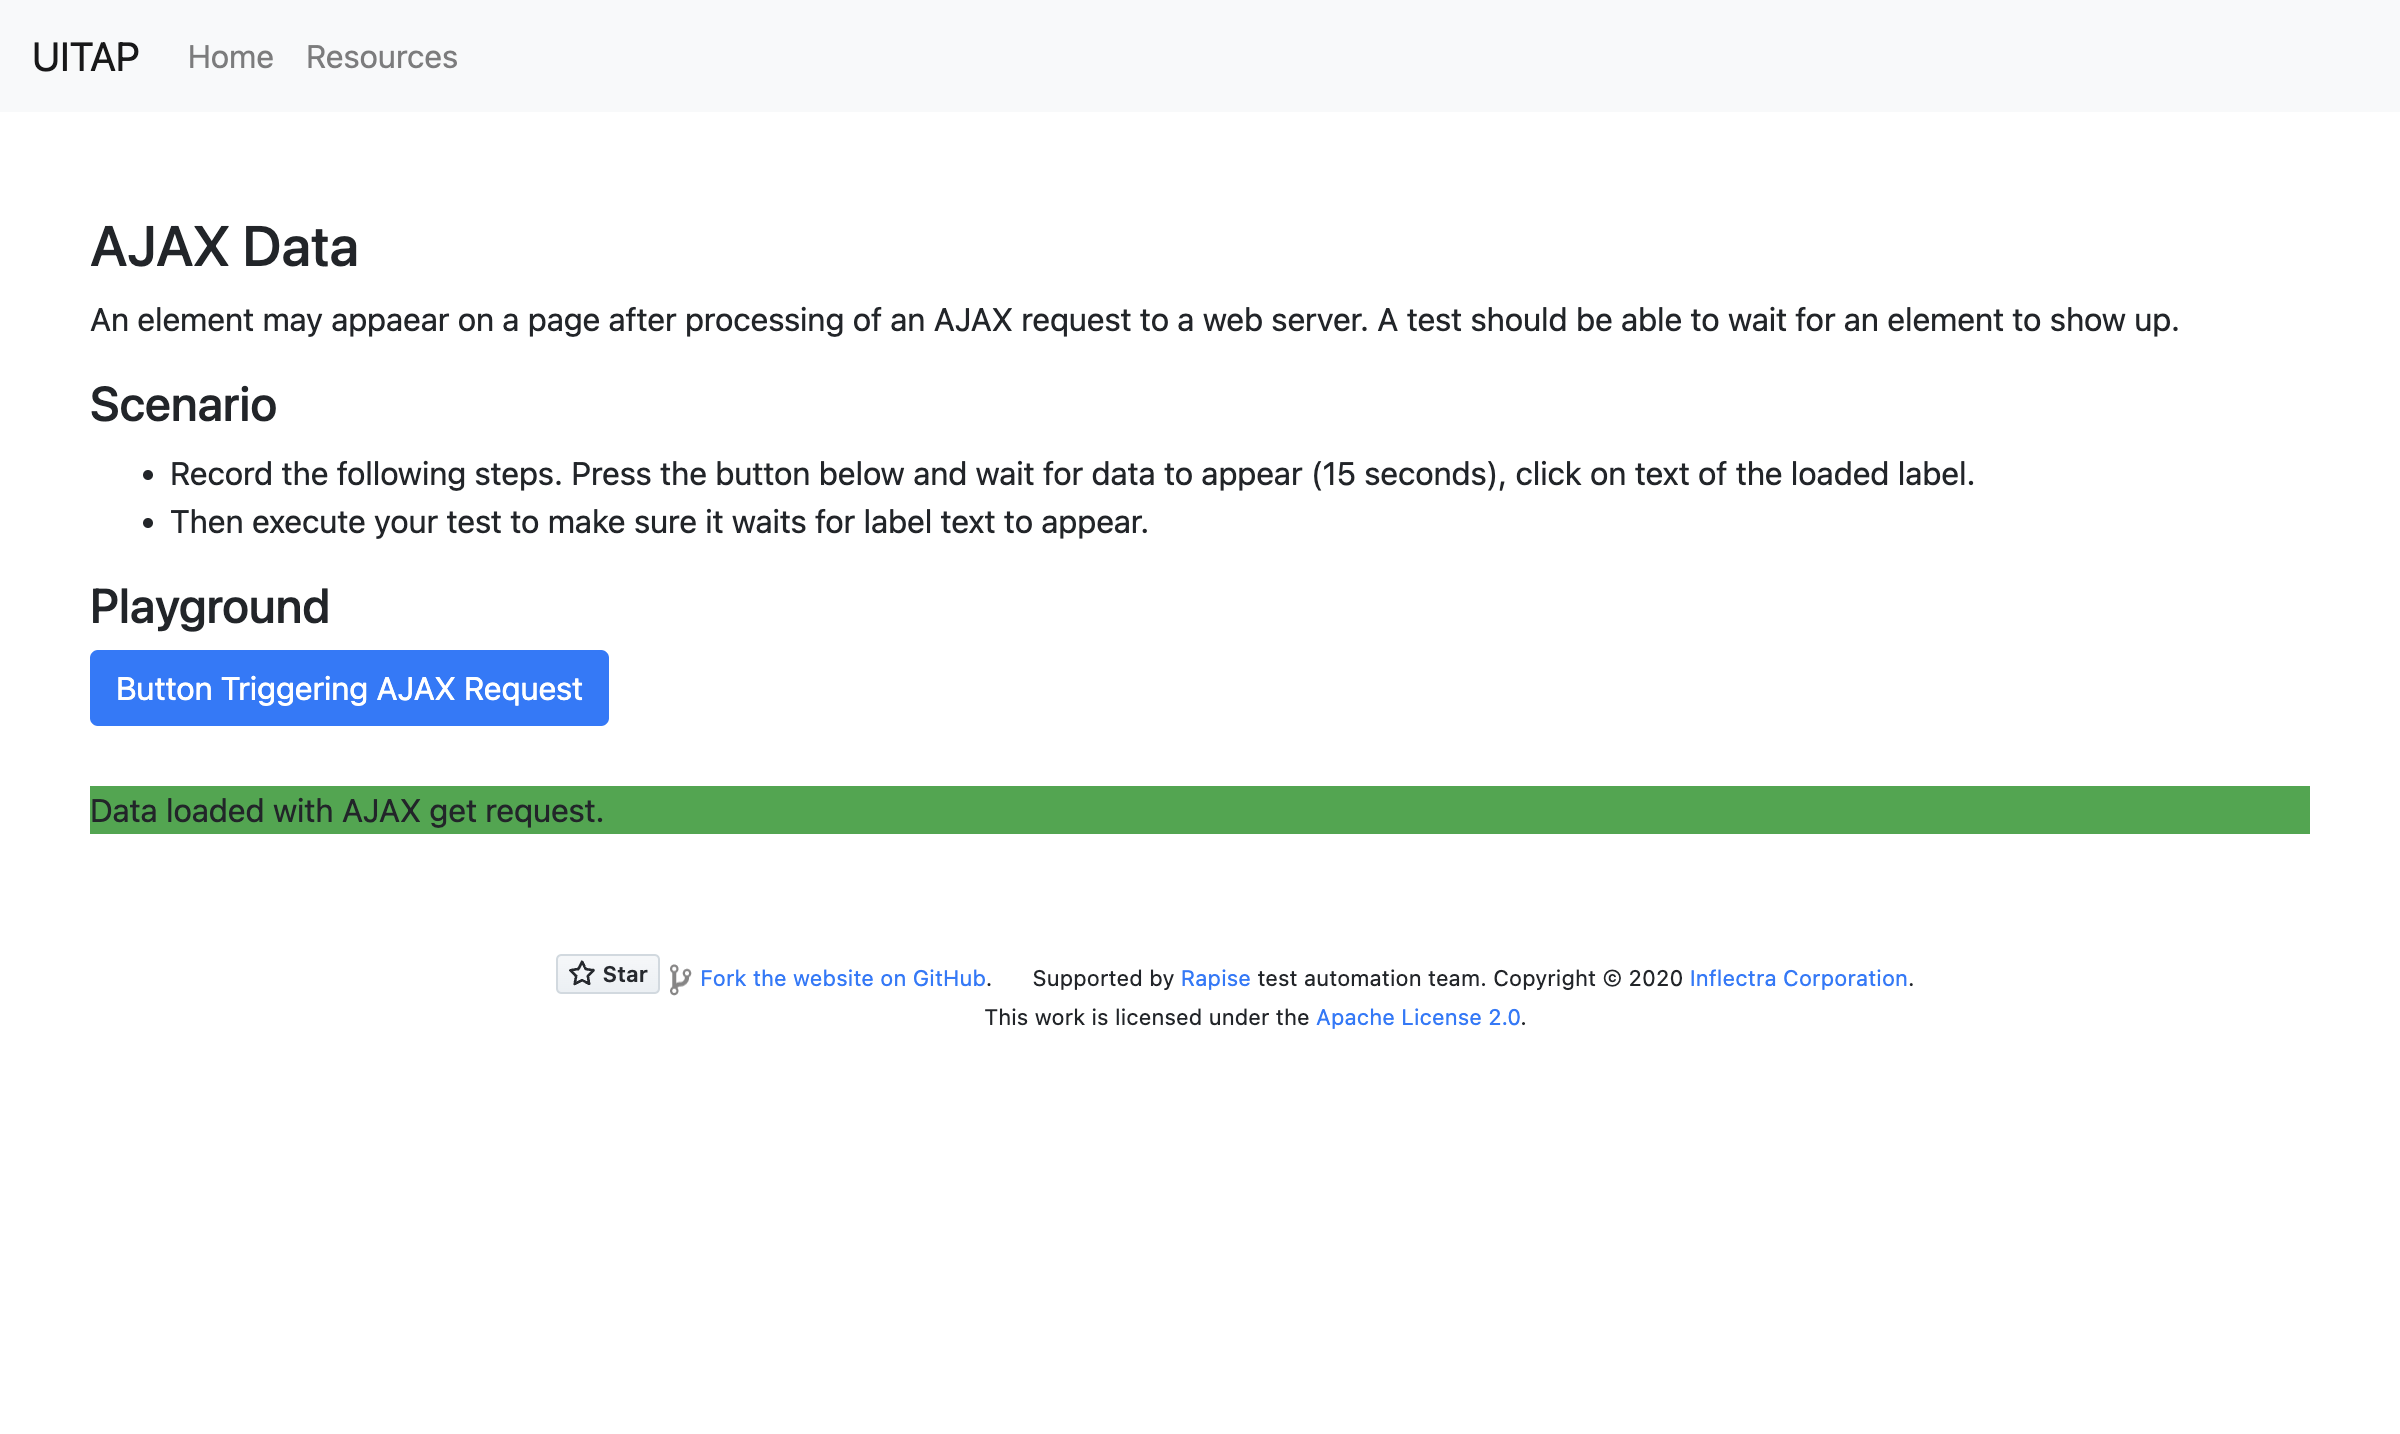 UITAP Home Resources
AJAX Data
An element may appaear on a page after processing of an AJAX request to a web server. A test should be able to wait for an element to show up.
Scenario
• Record the following steps. Press the button below and wait for data to appear (15 seconds), click on text of the loaded label.
• Then execute your test to make sure it waits for label text to appear.
Playground
Button Triggering AJAX Request
Data loaded with AJAX get request.
Star Fork the website on GitHub. Supported by Rapise test automation team. Copyright © 2020 Inflectra Corporation.
This work is licensed under the Apache License 2.0.